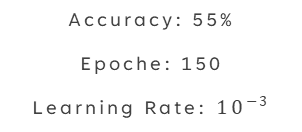 Accuracy: 55%
Epoche: 150
Learning Rate: 10⁻³